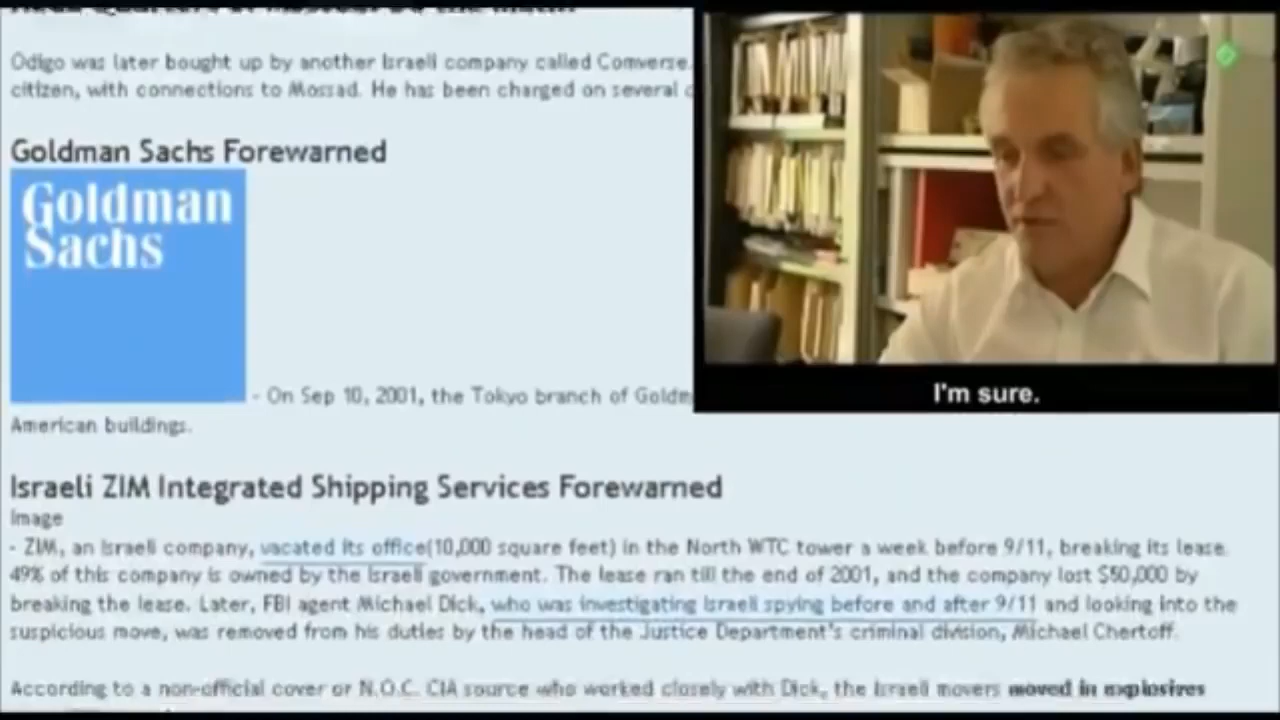 Odigo was later bought up by another Israeli company called Comverse.
citizen, with connections to Mossad. He has been charged on several c
Goldman Sachs Forewarned
Goldman
Sachs
- On Sep 10, 2001, the Tokyo branch of Goldm
American buildings.
I'm sure.
Israeli ZIM Integrated Shipping Services Forewarned
Image
- ZIM, an Israeli company, vacated its office(10,000 square feet) in the North WTC tower a week before 9/11, breaking its lease.
49% of this company is owned by the Israeli government. The lease ran till the end of 2001, and the company lost $50,000 by
breaking the lease. Later, FBI agent Michael Dick, who was investigating Israeli spying before and after 9/11 and looking into the
suspicious move, was removed from his duties by the head of the Justice Department's criminal division, Michael Chertoff.
According to a non-official cover or N.O.C. CIA source who worked closely with Dick, the Israeli movers moved in explosives